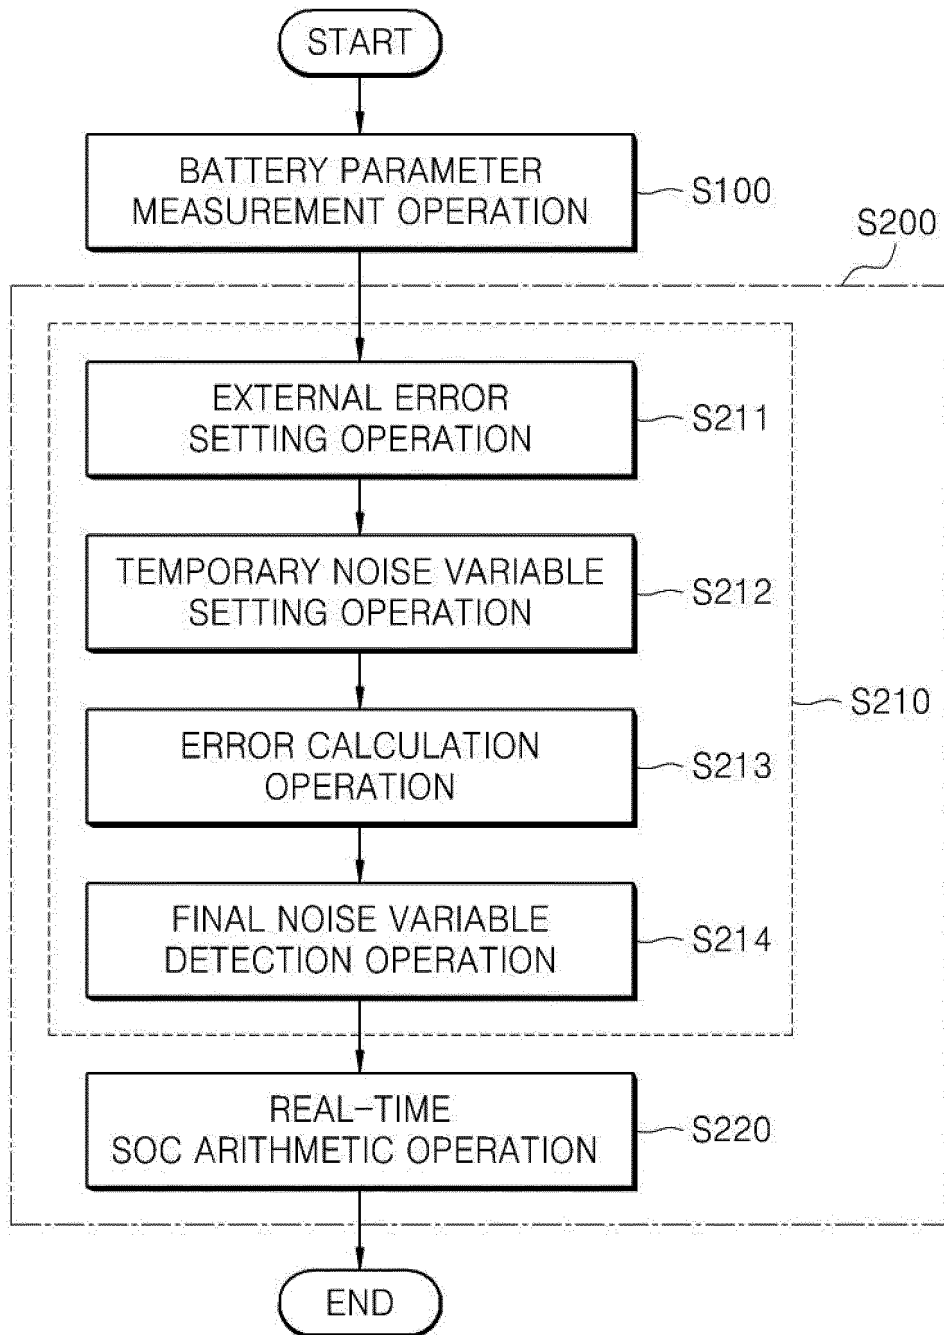 START
BATTERY PARAMETER
MEASUREMENT OPERATION
S100
S200
EXTERNAL ERROR
SETTING OPERATION
S211
TEMPORARY NOISE VARIABLE
SETTING OPERATION
S212
S210
ERROR CALCULATION
OPERATION
S213
FINAL NOISE VARIABLE
DETECTION OPERATION
S214
REAL-TIME
SOC ARITHMETIC OPERATION
S220
END